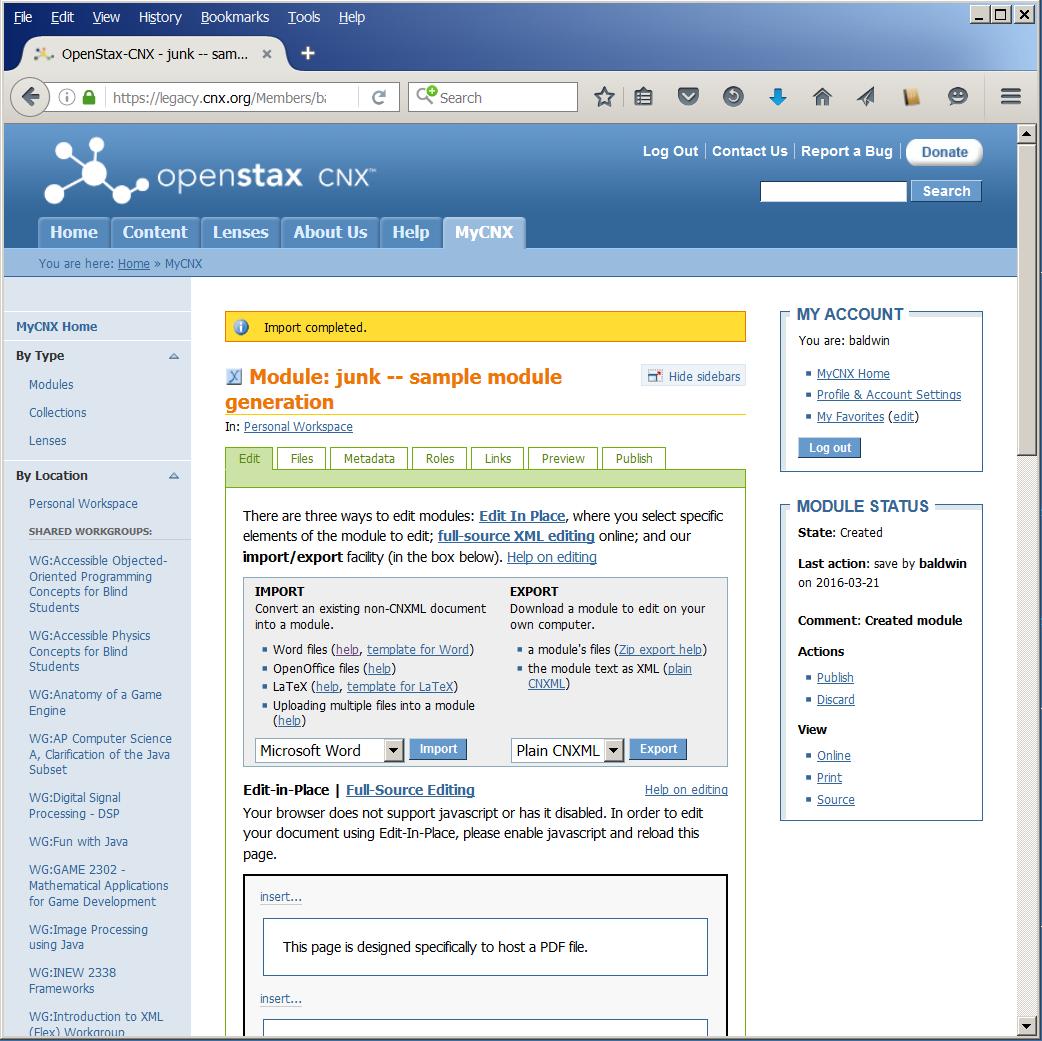 File Edit View History Bookmarks Tools Help
OpenStax-CNX - junk -- sam...
https://legacy.cnx.org/Members/ba
Search
openstax CNX™
Log Out | Contact Us | Report a Bug | Donate
Search
Home Content Lenses About Us Help MyCNX
You are here: Home » MyCNX
MyCNX Home
By Type
Modules
Collections
Lenses
By Location
Personal Workspace
SHARED WORKGROUPS:
WG:Accessible Objected-
Oriented Programming
Concepts for Blind
Students
WG:Accessible Physics
Concepts for Blind
Students
WG:Anatomy of a Game
Engine
WG:AP Computer Science
A, Clarification of the Java
Subset
WG:Digital Signal
Processing - DSP
WG:Fun with Java
WG:GAME 2302 -
Mathematical Applications
for Game Development
WG:Image Processing
using Java
WG:INEW 2338
Frameworks
WG:Introduction to XML
(Flex) Workgroup
Import completed.
Module: junk -- sample module
generation
Hide sidebars
In: Personal Workspace
Edit Files Metadata Roles Links Preview Publish
There are three ways to edit modules: Edit In Place, where you select specific
elements of the module to edit; full-source XML editing online; and our
import/export facility (in the box below). Help on editing
IMPORT
Convert an existing non-CNXML document
into a module.
Word files (help, template for Word)
OpenOffice files (help)
LaTeX (help, template for LaTeX)
Uploading multiple files into a module
(help)
Microsoft Word Import
EXPORT
Download a module to edit on your
own computer.
a module's files (Zip export help)
the module text as XML (plain
CNXML)
Plain CNXML Export
Edit-in-Place | Full-Source Editing
Help on editing
Your browser does not support javascript or has it disabled. In order to edit
your document using Edit-In-Place, please enable javascript and reload this
page.
insert...
This page is designed specifically to host a PDF file.
insert...
MY ACCOUNT
You are: baldwin
MyCNX Home
Profile & Account Settings
My Favorites (edit)
Log out
MODULE STATUS
State: Created
Last action: save by baldwin
on 2016-03-21
Comment: Created module
Actions
Publish
Discard
View
Online
Print
Source